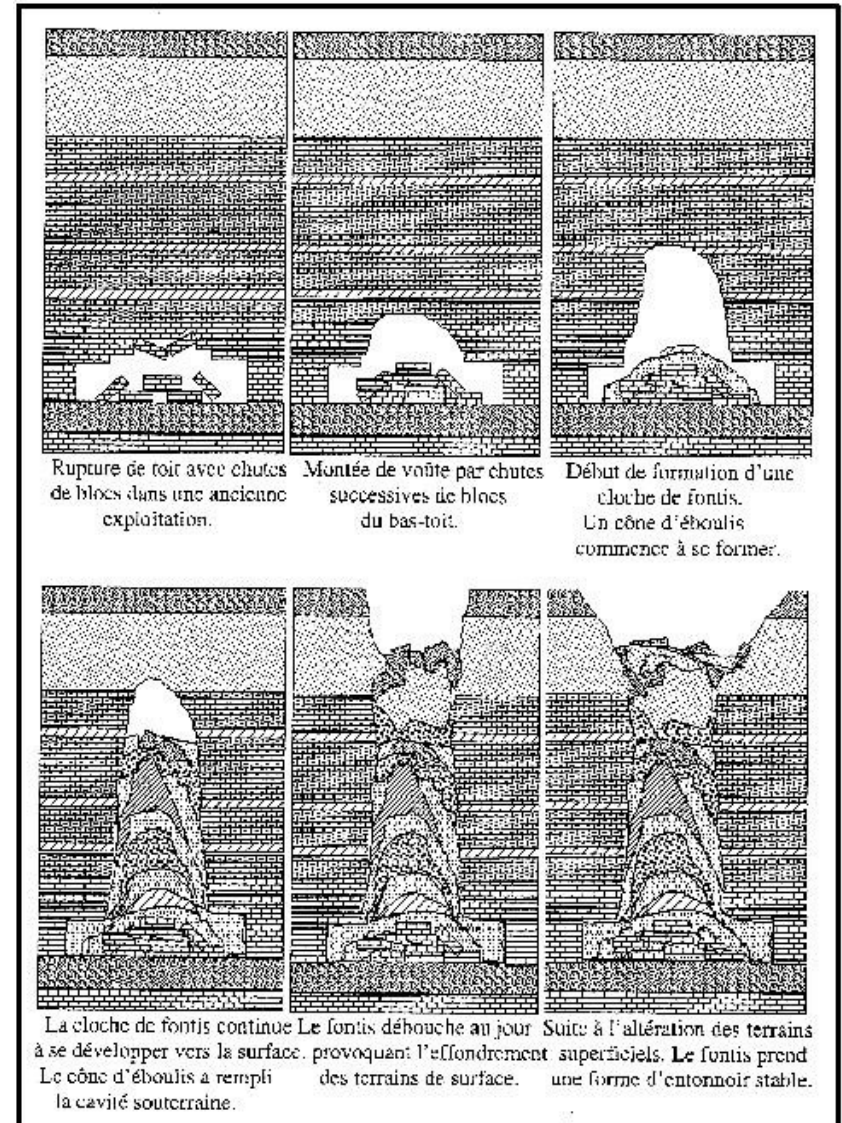 Rupture de toit avec chutes
de blocs dans une ancienne
exploitation.
Montée de voûte par chutes
successives de blocs
du bas-toit.
Début de formation d'une
cloche de fontis.
Un cône d'éboulis
commence à se former.
La cloche de fontis continue
à se développer vers la surface.
Le cône d'éboulis a rempli
la cavité souterraine.
Le fontis débouche au jour
provoquant l'effondrement
des terrains de surface.
Suite à l'altération des terrains
superficiels. Le fontis prend
une forme d'entonnoir stable.